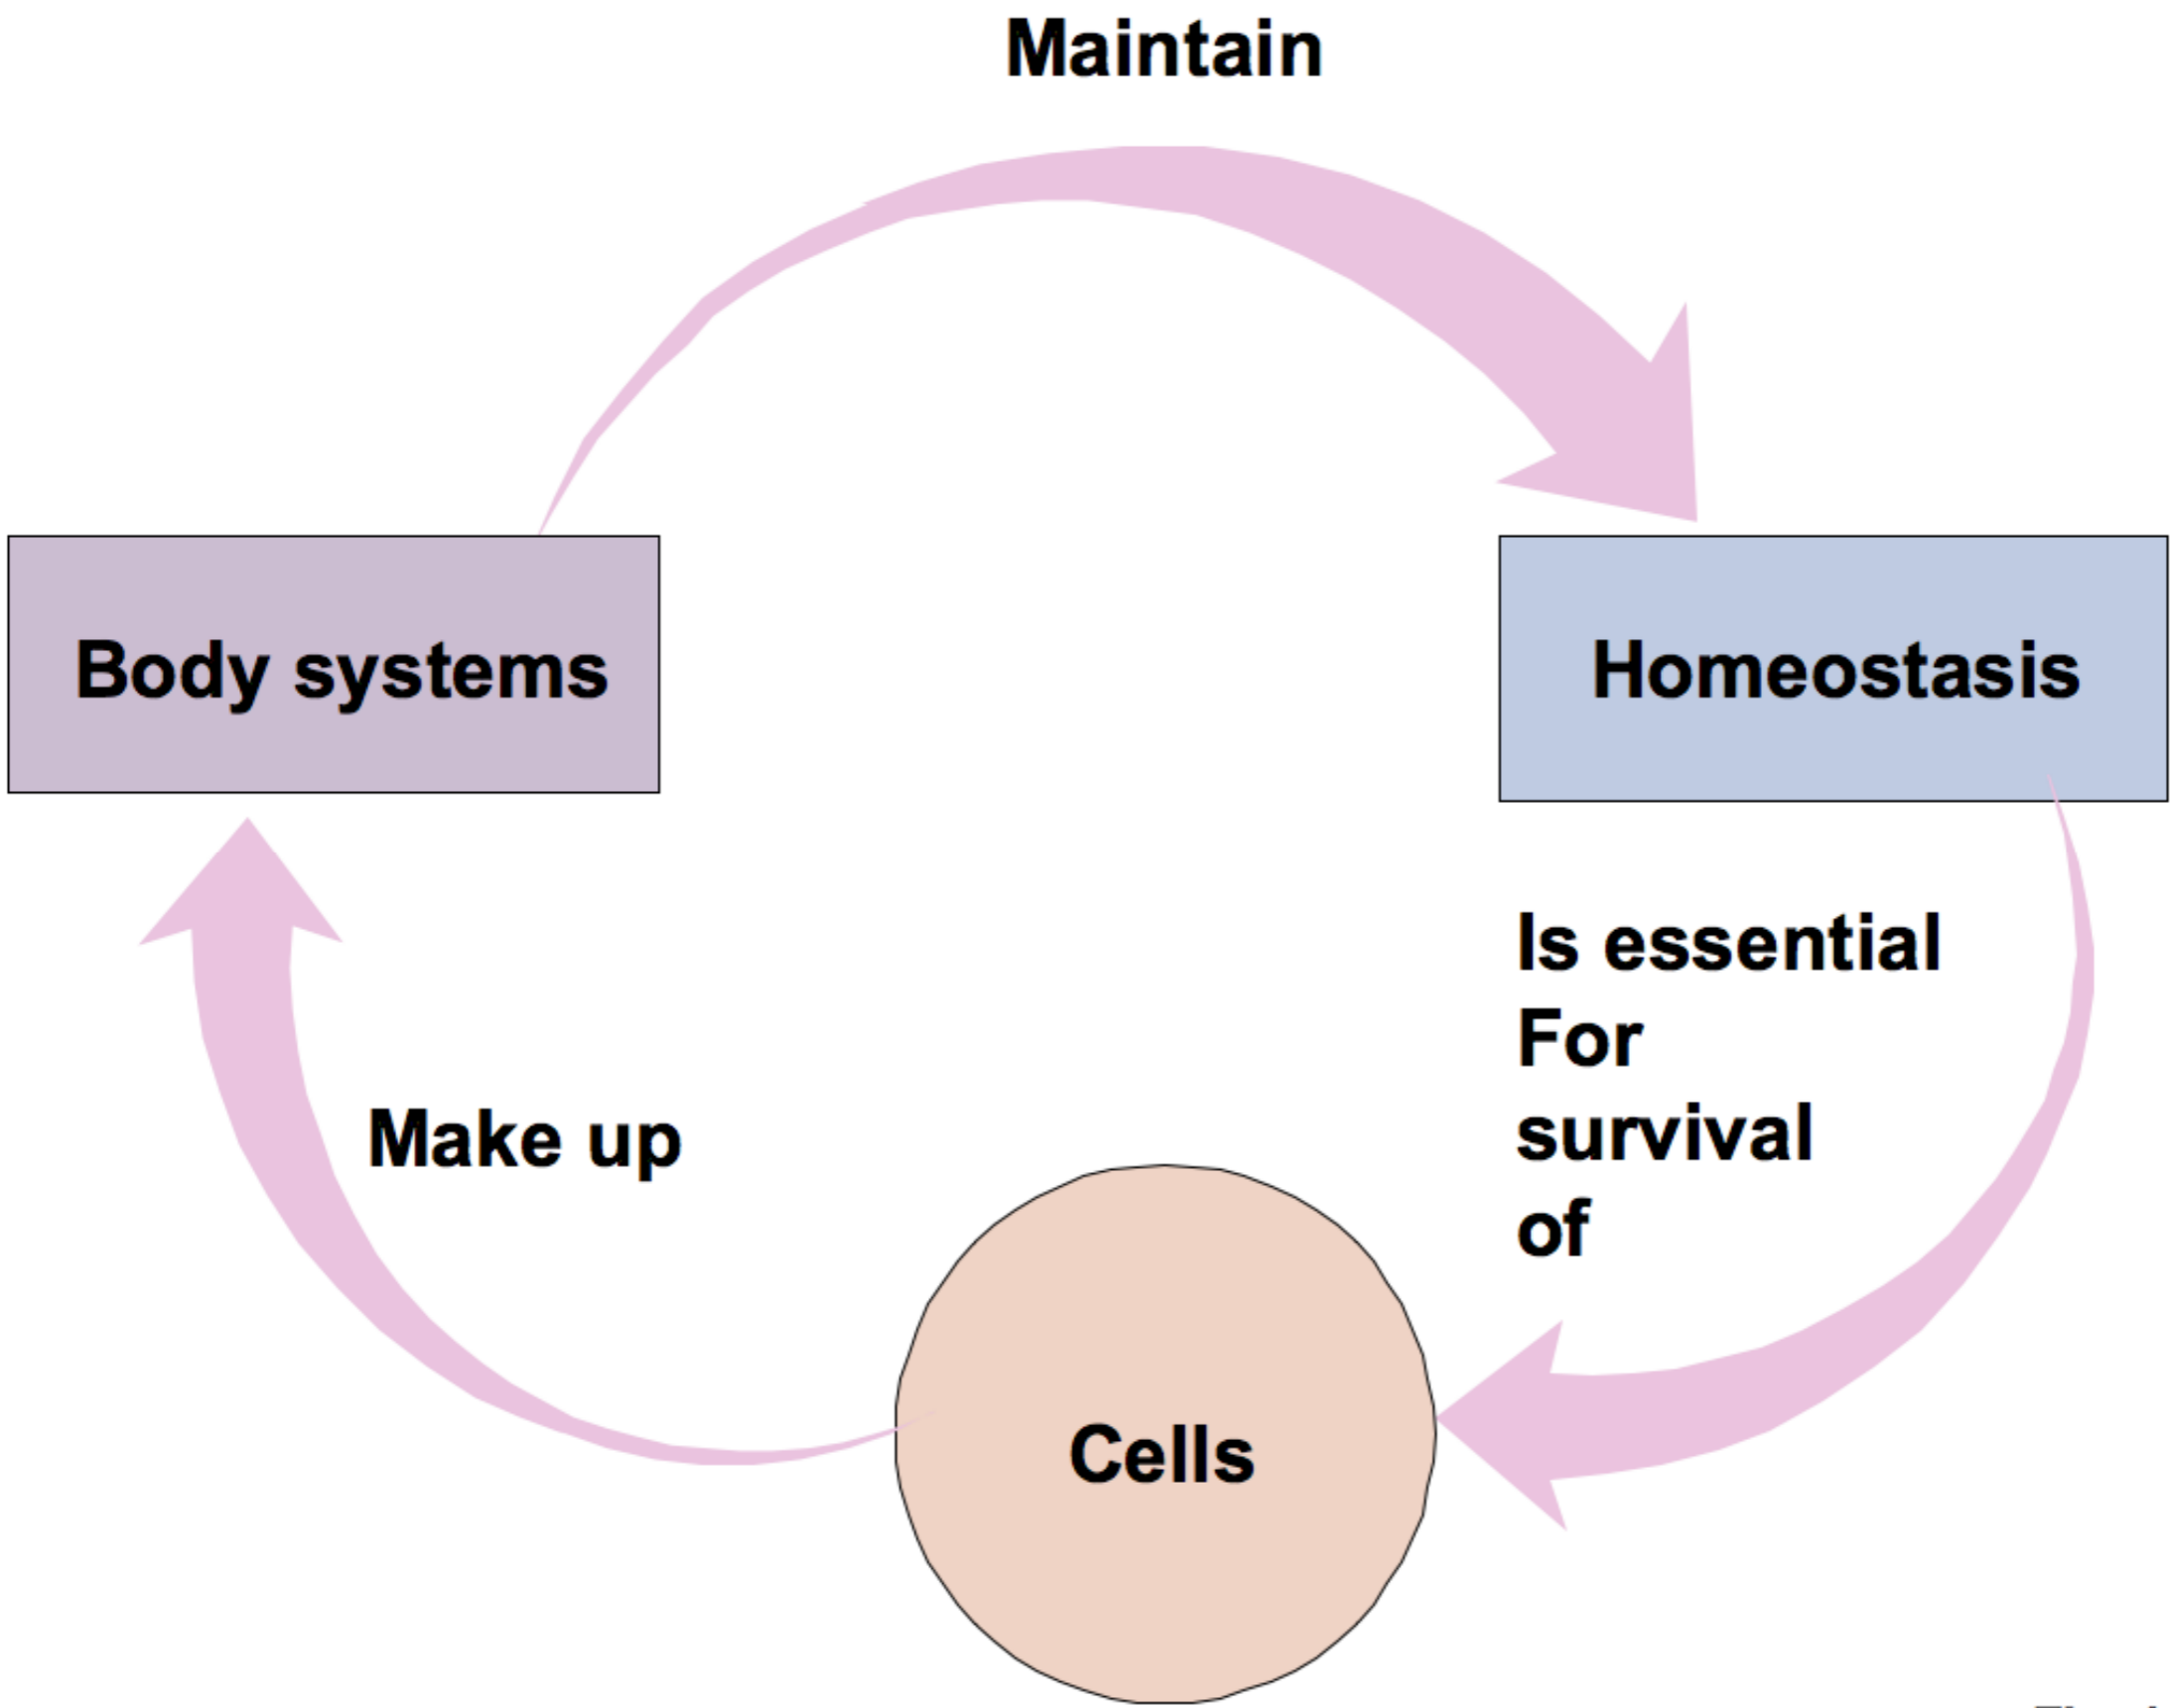 Maintain
Body systems
Homeostasis
Is essential
For
survival
of
Make up
Cells